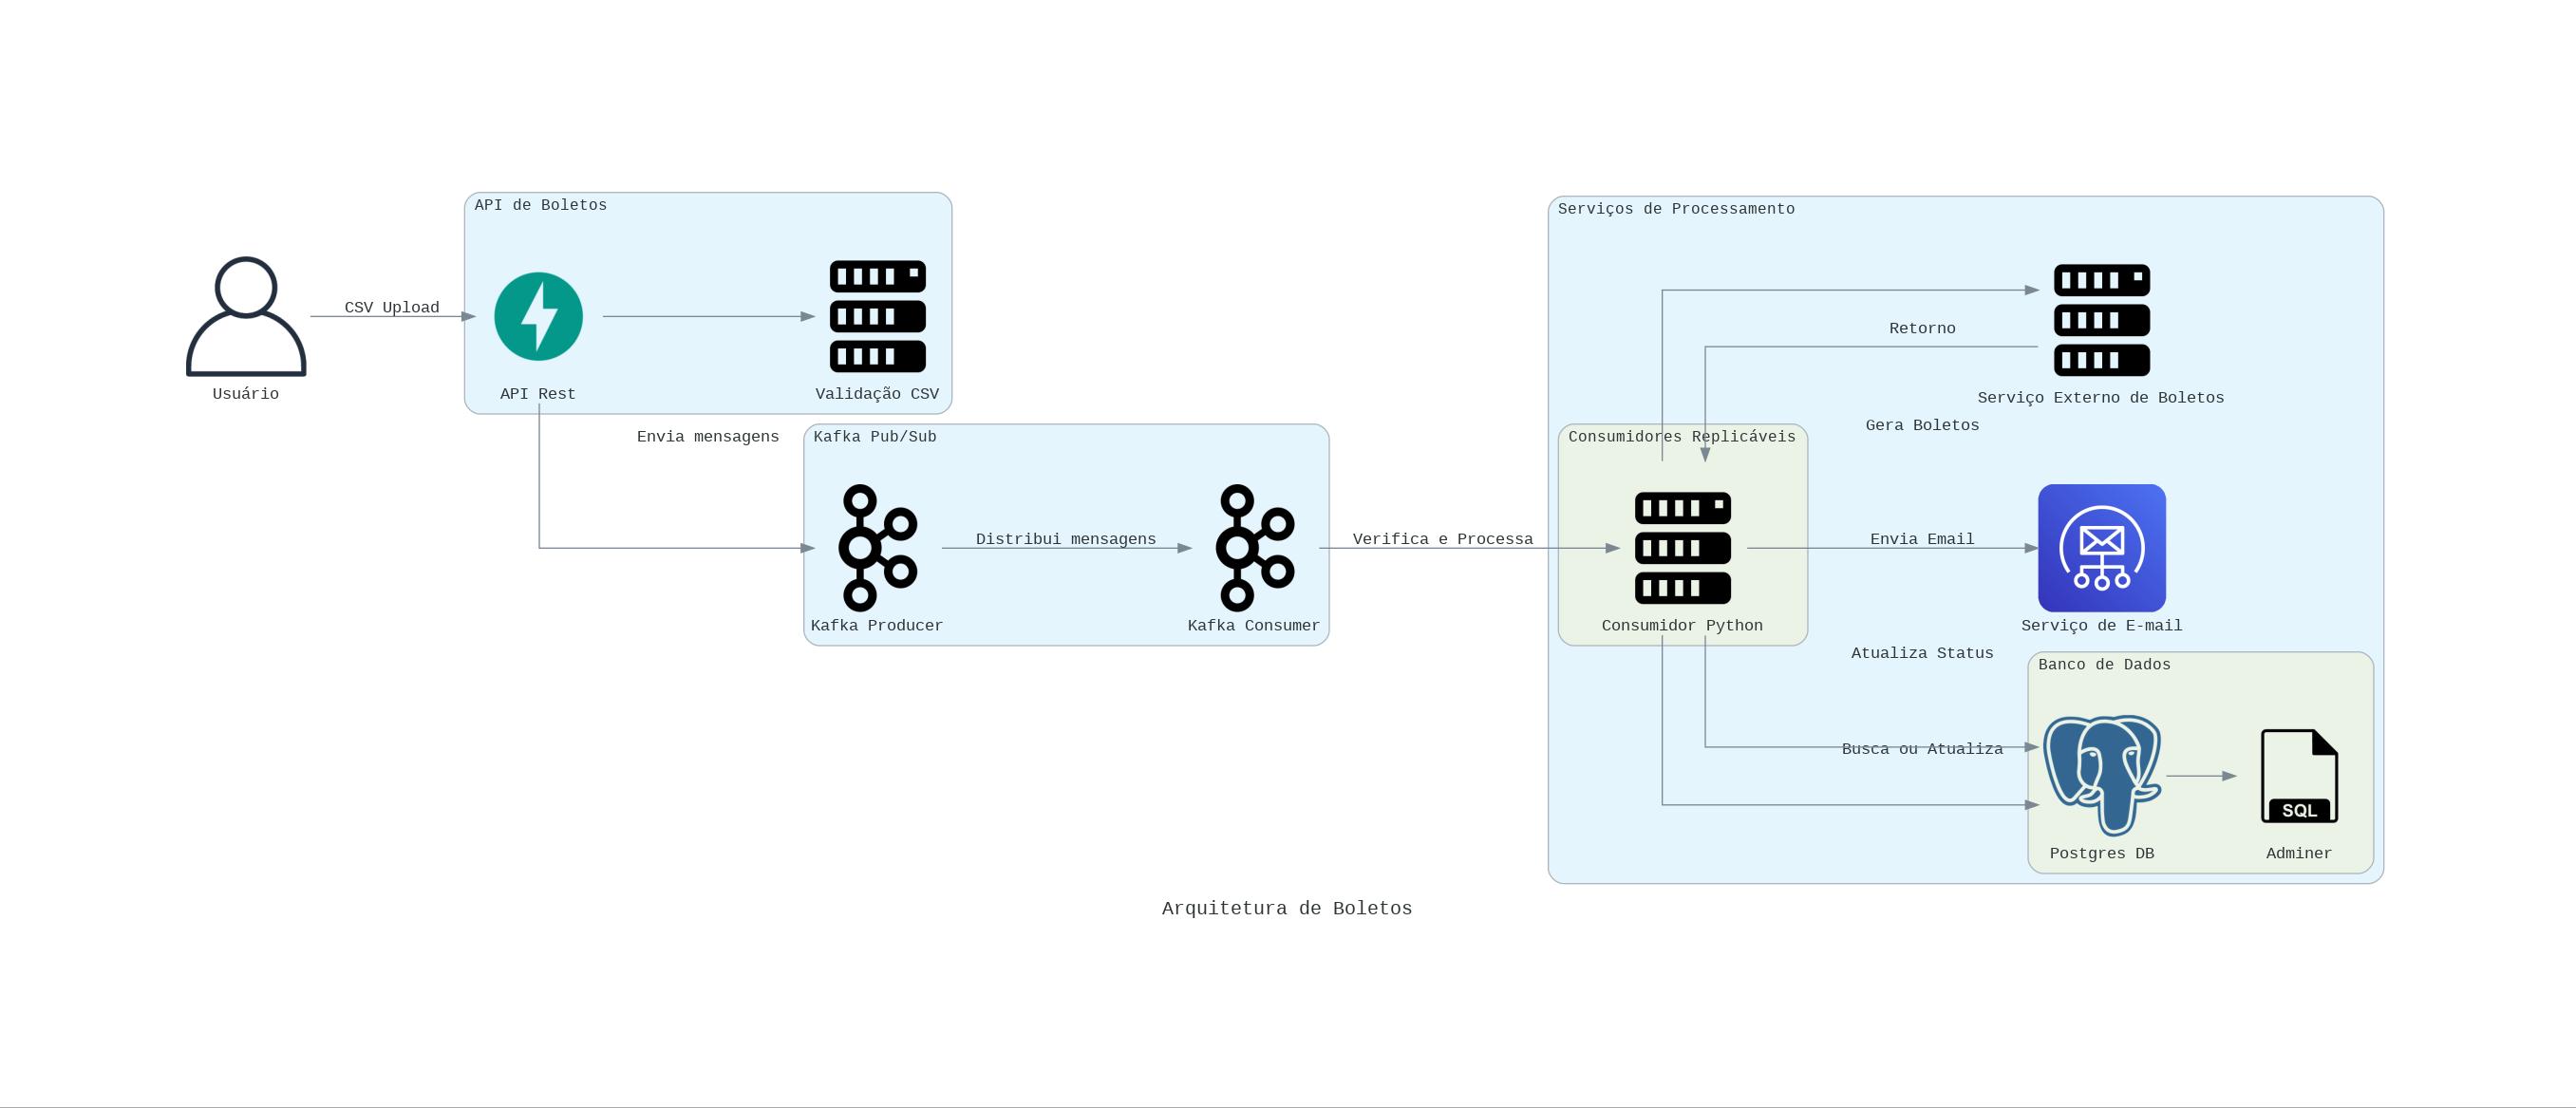 API de Boletos
CSV Upload
Usuário
API Rest
Validação CSV
Envia mensagens
Kafka Pub/Sub
Distribui mensagens
Kafka Producer
Kafka Consumer
Verifica e Processa
Serviços de Processamento
Retorno
Serviço Externo de Boletos
Gera Boletos
Consumidores Replicáveis
Envia Email
Consumidor Python
Serviço de E-mail
Atualiza Status
Banco de Dados
Busca ou Atualiza
SQL
Postgres DB
Adminer
Arquitetura de Boletos